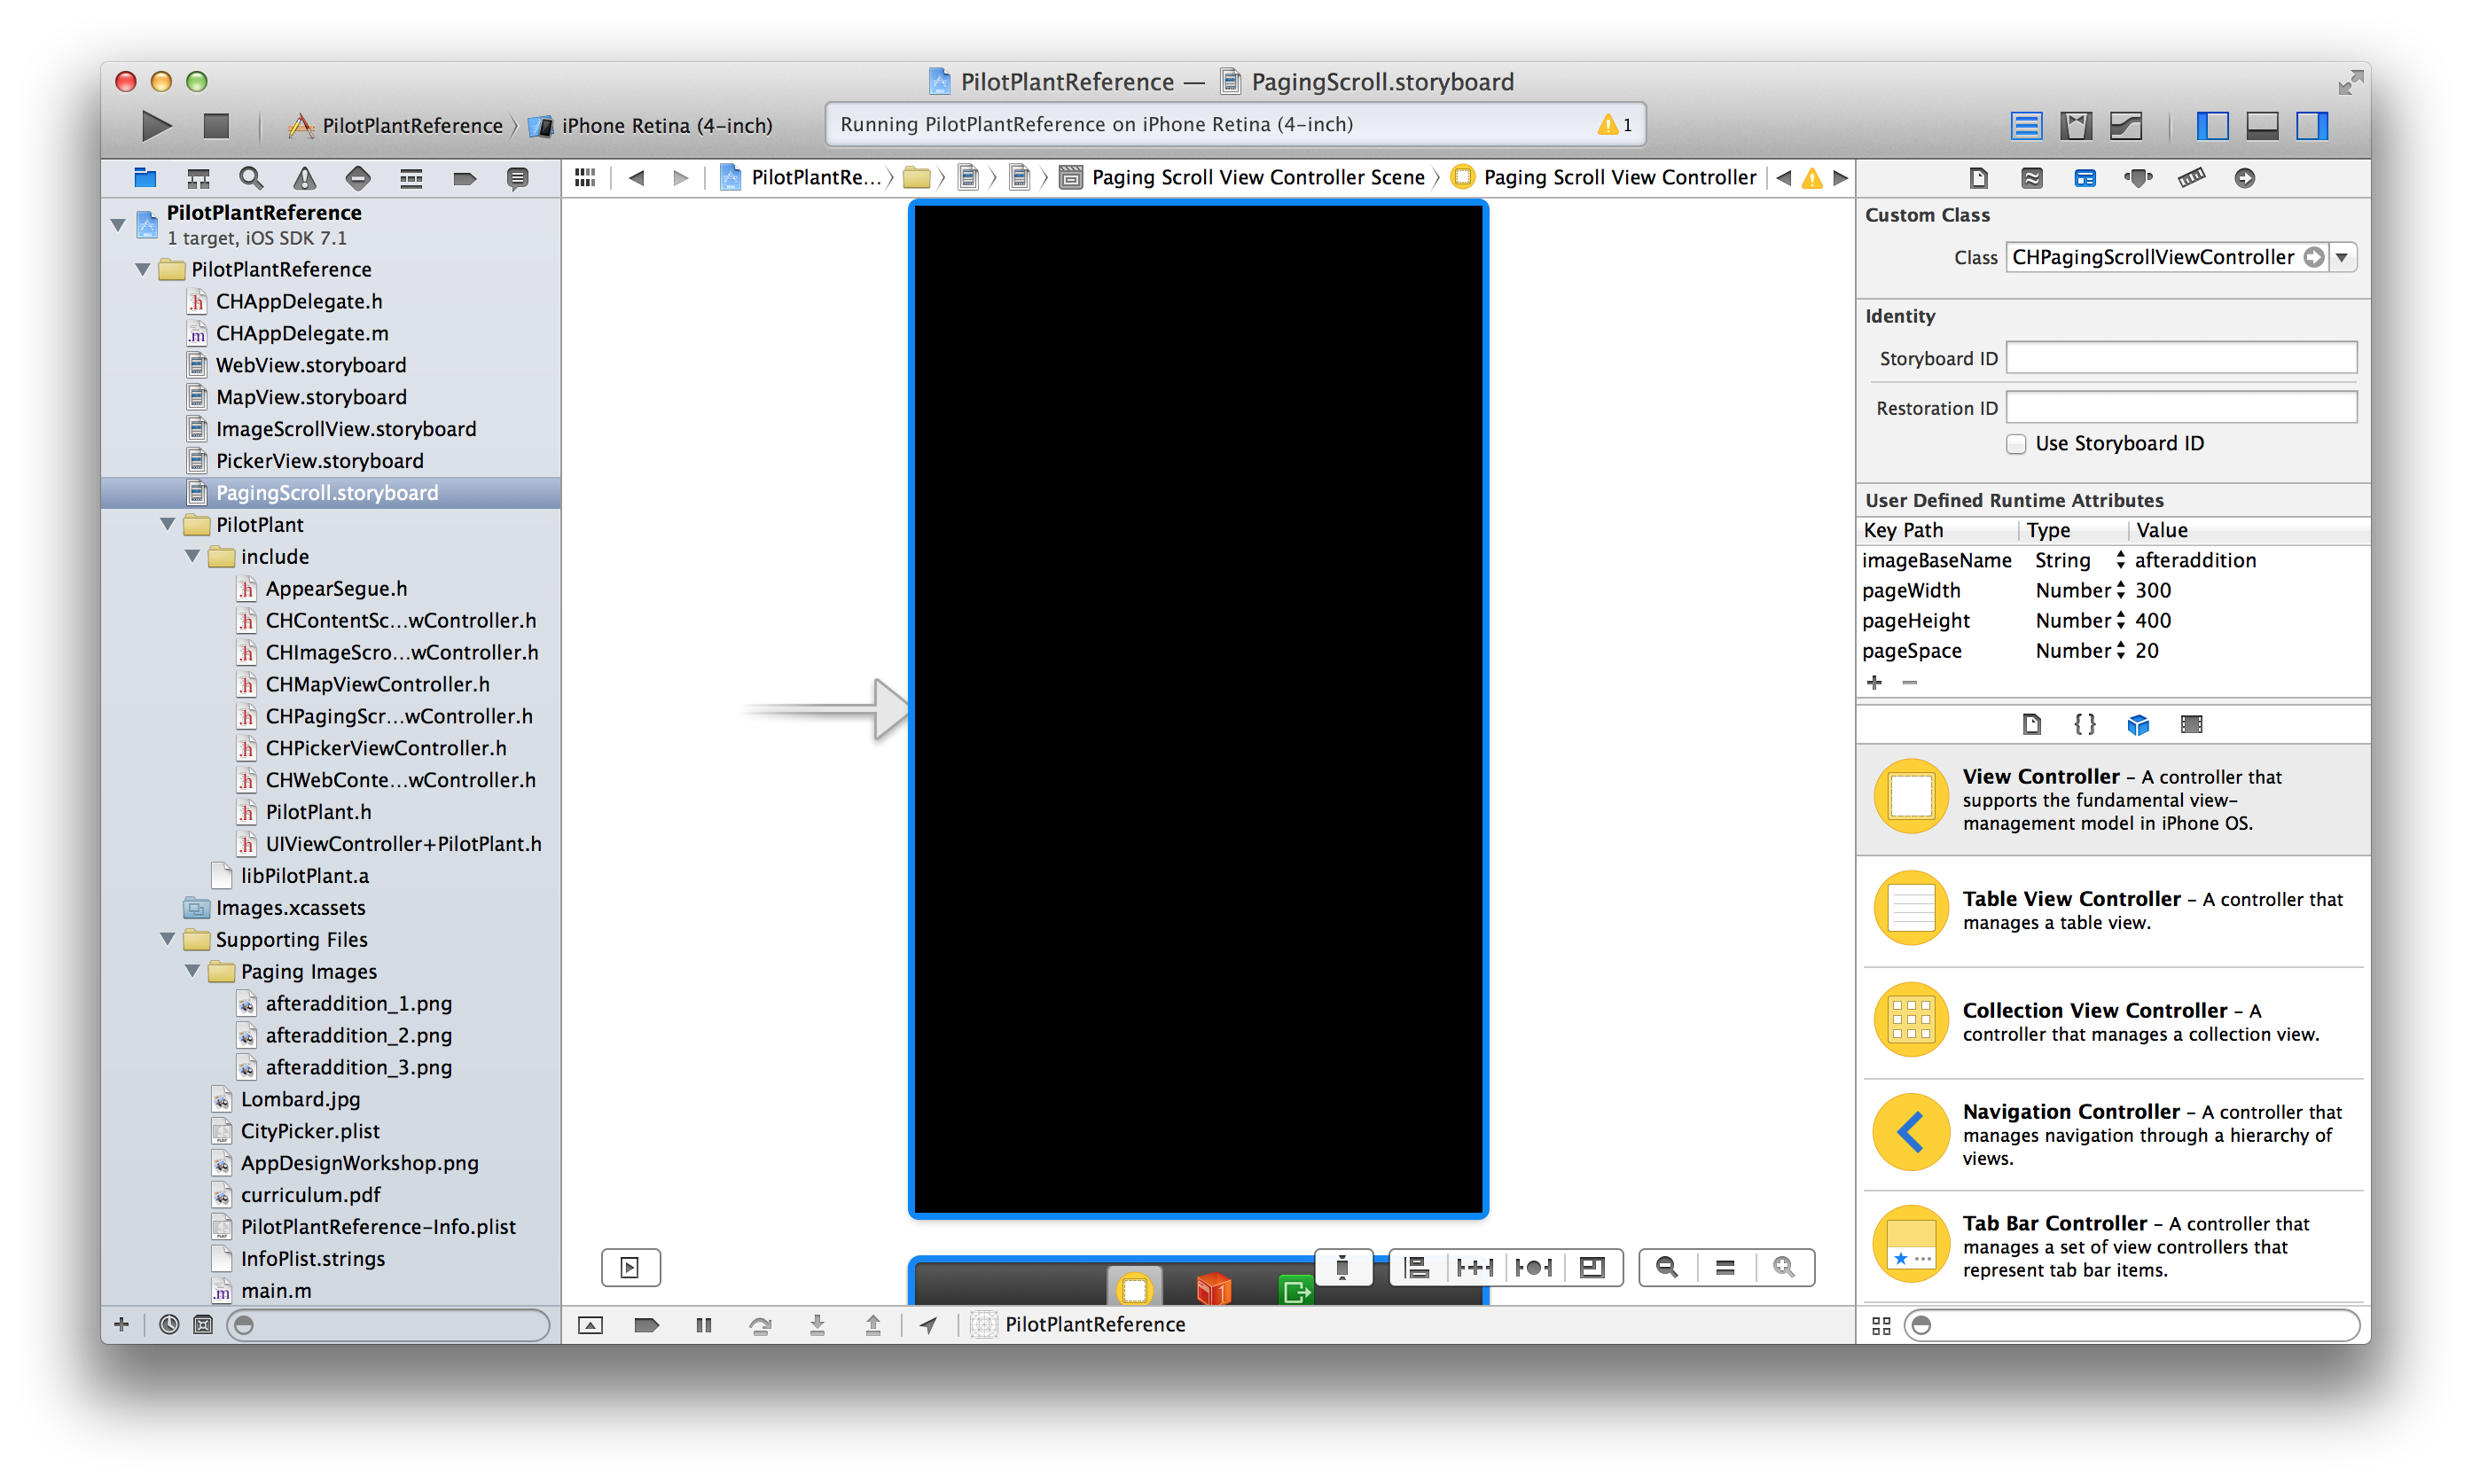 PilotPlantReference — PagingScroll.storyboard
PilotPlantReference iPhone Retina (4-inch)
Running PilotPlantReference on iPhone Retina (4-inch) 1
PilotPlantRe... Paging Scroll View Controller Scene Paging Scroll View Controller
PilotPlantReference
1 target, iOS SDK 7.1
PilotPlantReference
CHAppDelegate.h
CHAppDelegate.m
WebView.storyboard
MapView.storyboard
ImageScrollView.storyboard
PickerView.storyboard
PagingScroll.storyboard
PilotPlant
include
AppearSegue.h
CHContentSc...wController.h
CHImageScro...wController.h
CHMapViewController.h
CHPagingScr...wController.h
CHPickerViewController.h
CHWebConte...wController.h
PilotPlant.h
UIViewController+PilotPlant.h
libPilotPlant.a
Images.xcassets
Supporting Files
Paging Images
afteraddition_1.png
afteraddition_2.png
afteraddition_3.png
Lombard.jpg
CityPicker.plist
AppDesignWorkshop.png
curriculum.pdf
PilotPlantReference-Info.plist
InfoPlist.strings
main.m
PilotPlantReference
Custom Class
Class CHPagingScrollViewController
Identity
Storyboard ID
Restoration ID
Use Storyboard ID
User Defined Runtime Attributes
Key Path Type Value
imageBaseName String afteraddition
pageWidth Number 300
pageHeight Number 400
pageSpace Number 20
View Controller – A controller that
supports the fundamental view-
management model in iPhone OS.
Table View Controller – A controller that
manages a table view.
Collection View Controller – A
controller that manages a collection view.
Navigation Controller – A controller that
manages navigation through a hierarchy of
views.
Tab Bar Controller – A controller that
manages a set of view controllers that
represent tab bar items.